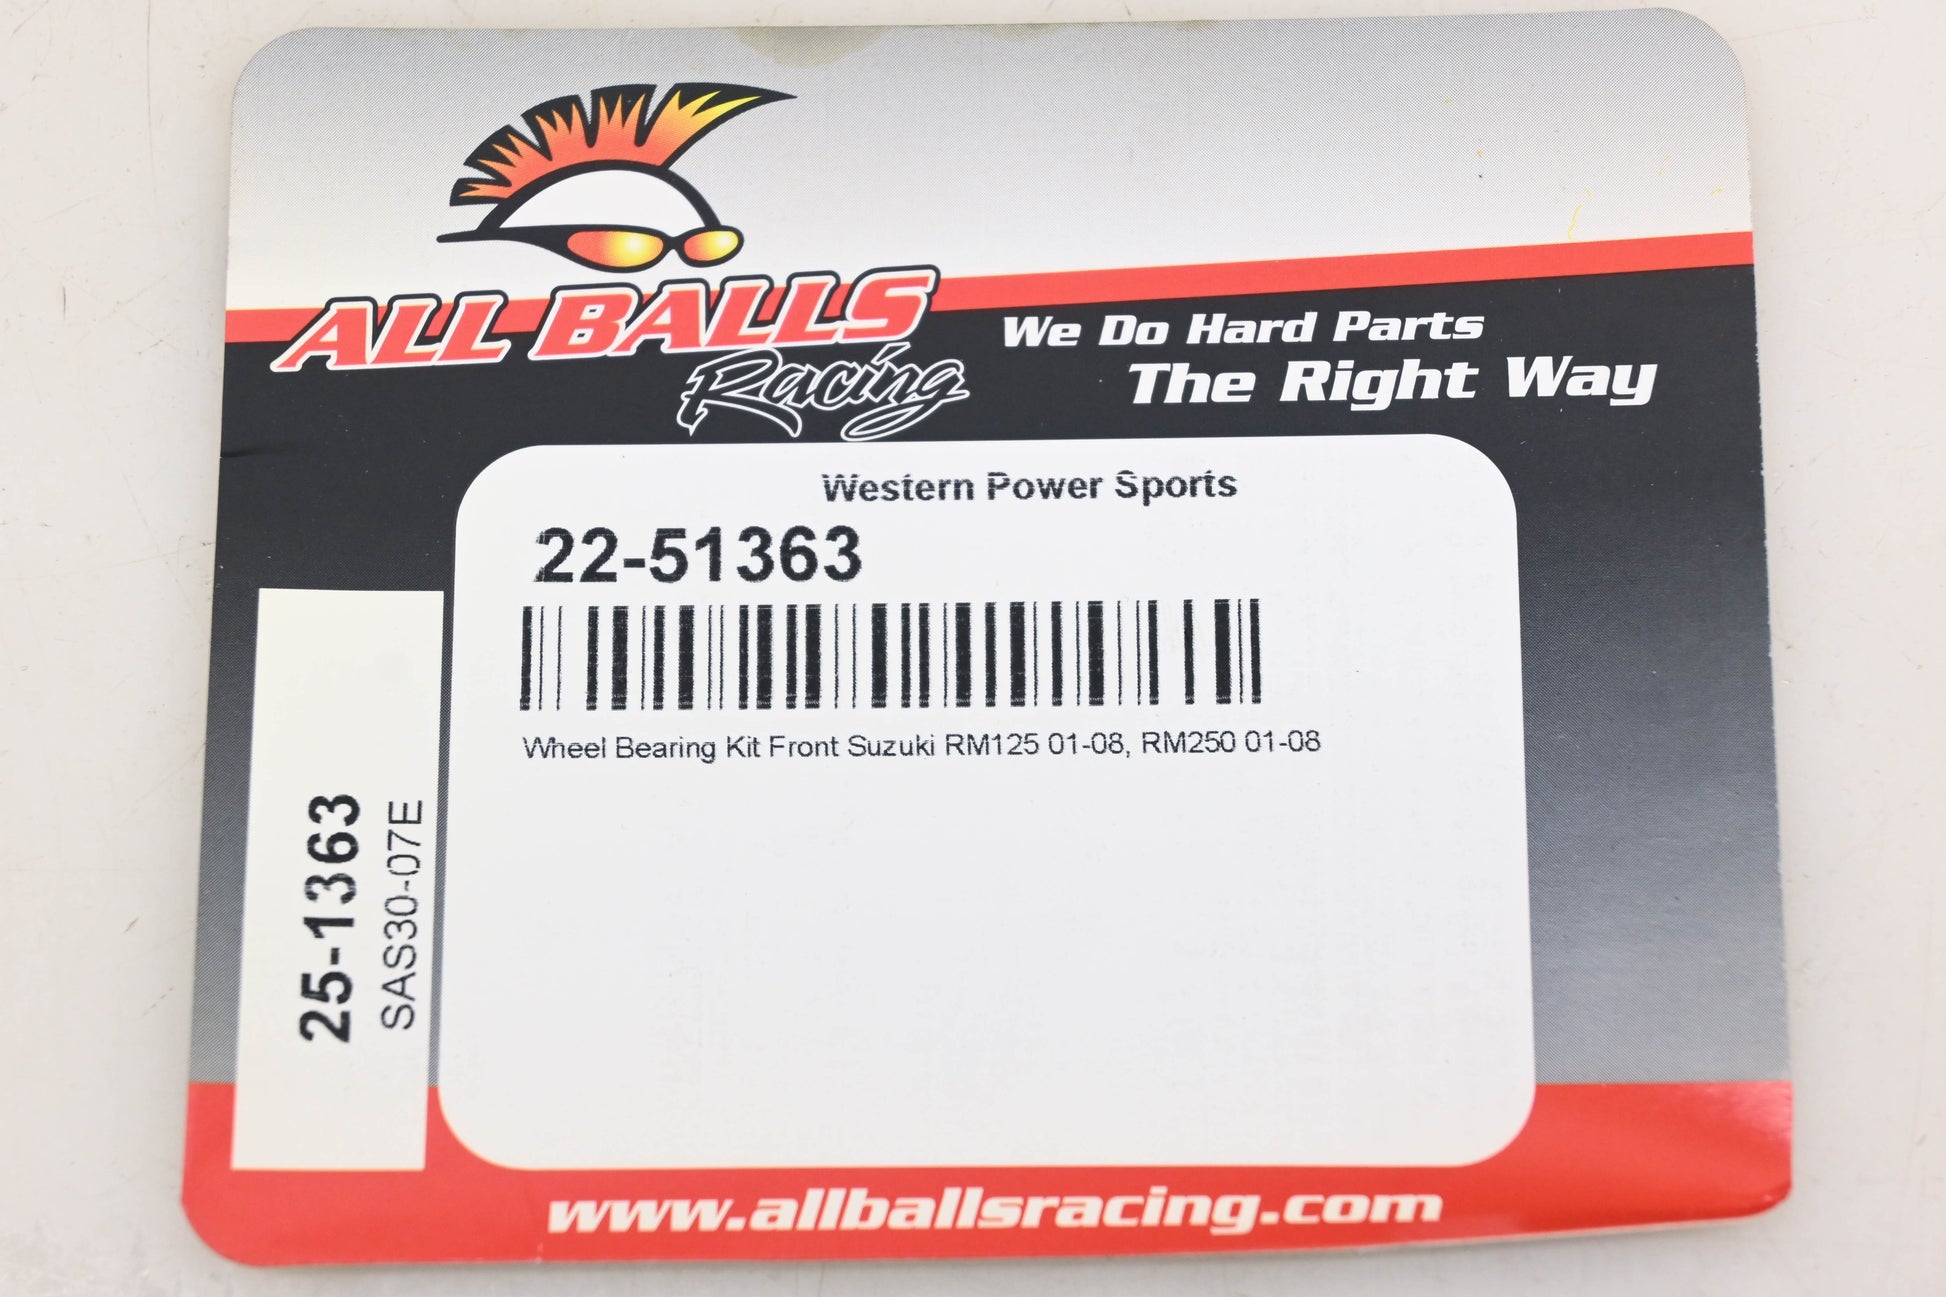 ALL BALLS
Racing
We Do Hard Parts
The Right Way
Western Power Sports
22-51363
Wheel Bearing Kit Front Suzuki RM125 01-08, RM250 01-08
25-1363
SAS30-07E
www.allballsracing.com